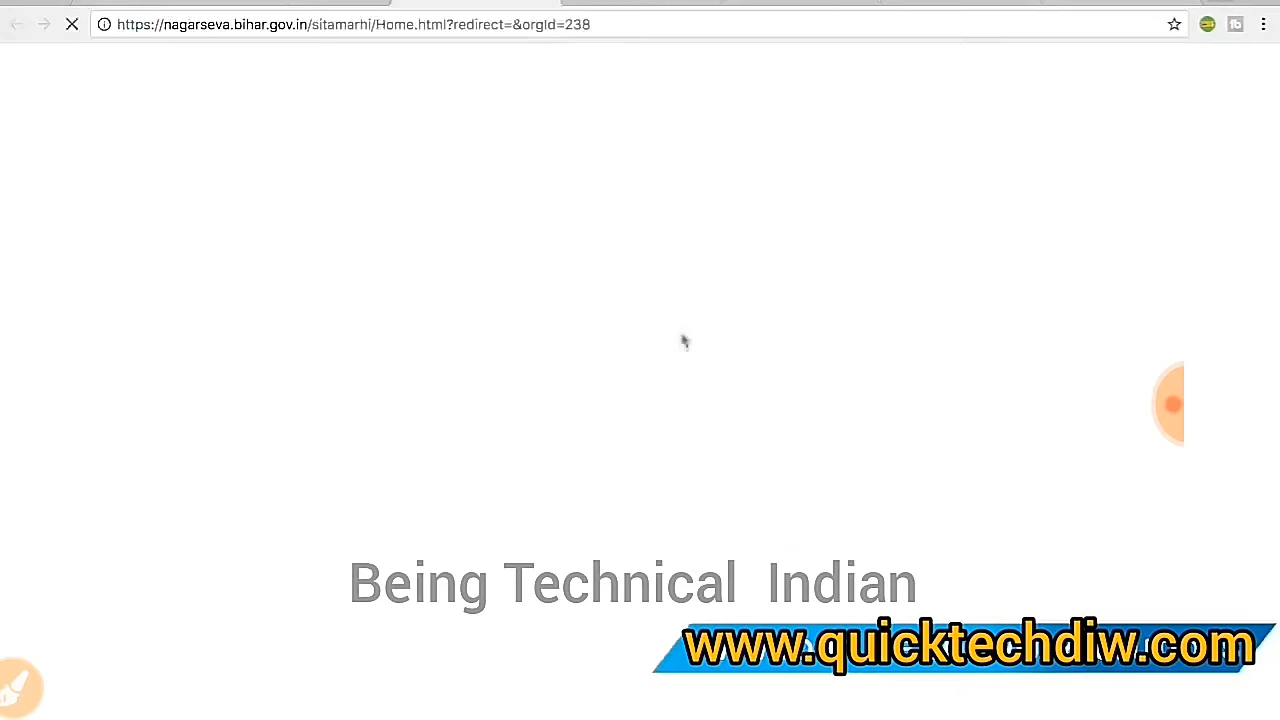 https://nagarseva.bihar.gov.in/sitamarhi/Home.html?redirect=&orgId=238
Being Technical Indian
www.quicktechdiw.com